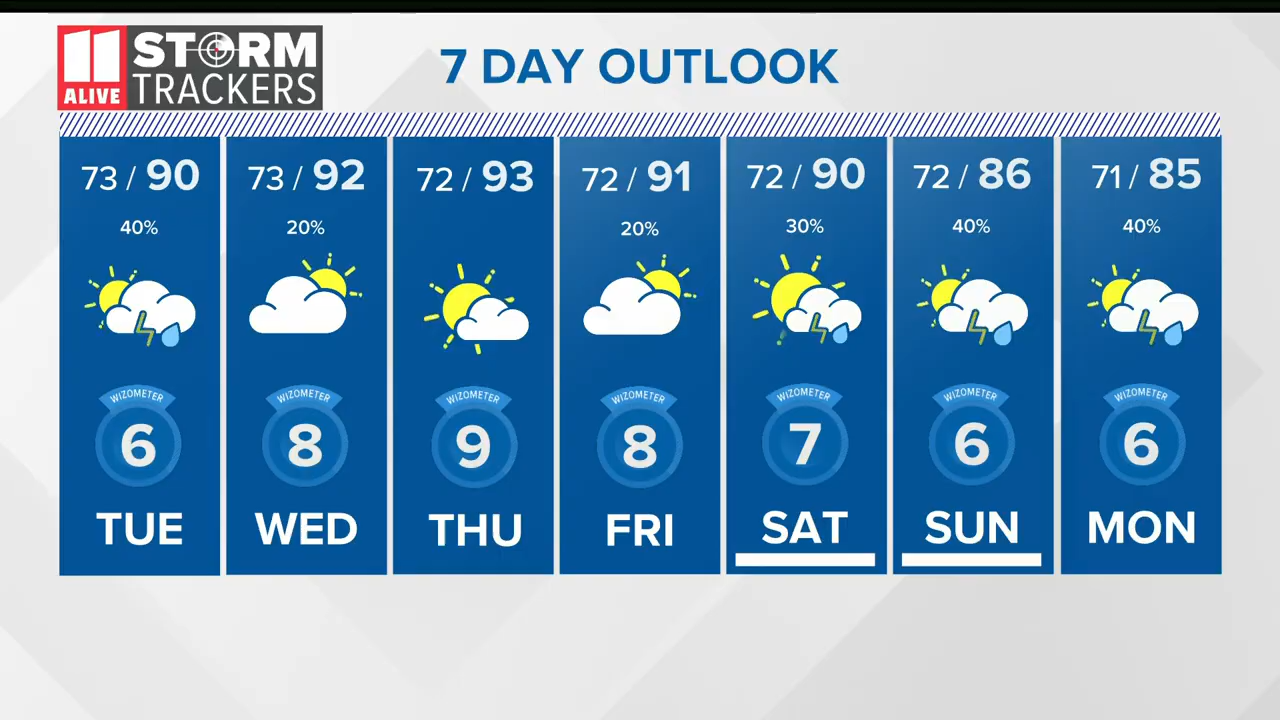 11 ALIVE STORM TRACKERS
7 DAY OUTLOOK
73 / 90
40%
WIZOMETER
6
TUE
73 / 92
20%
WIZOMETER
8
WED
72 / 93
WIZOMETER
9
THU
72 / 91
20%
WIZOMETER
8
FRI
72 / 90
30%
WIZOMETER
7
SAT
72 / 86
40%
WIZOMETER
6
SUN
71 / 85
40%
WIZOMETER
6
MON